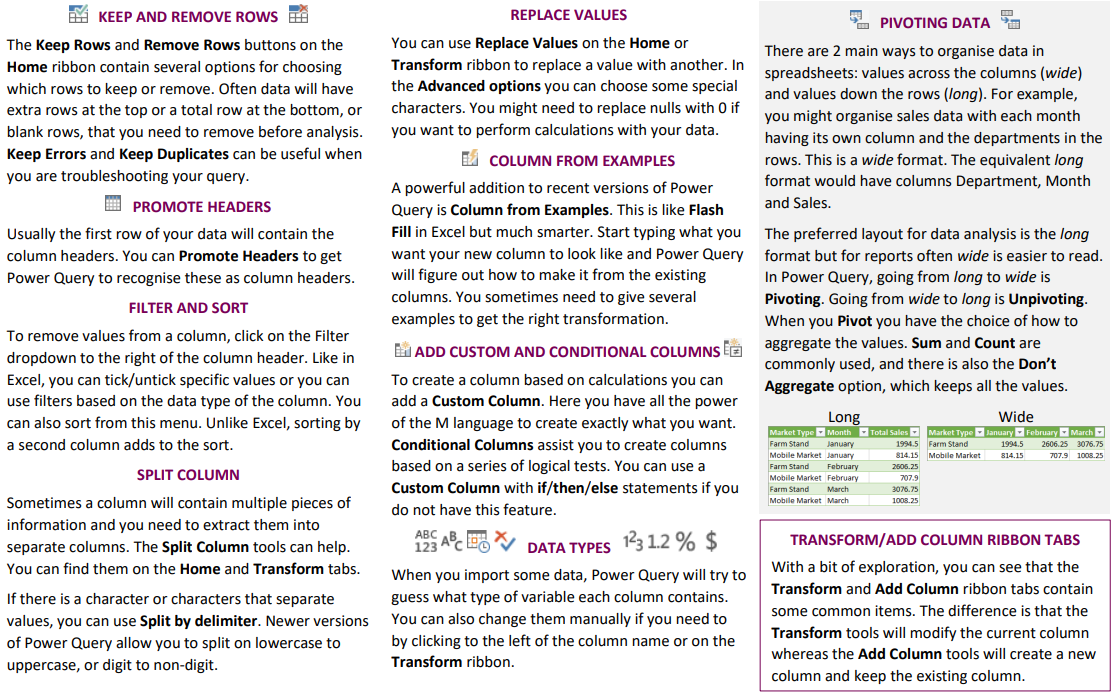 KEEP AND REMOVE ROWS
The Keep Rows and Remove Rows buttons on the
Home ribbon contain several options for choosing
which rows to keep or remove. Often data will have
extra rows at the top or a total row at the bottom, or
blank rows, that you need to remove before analysis.
Keep Errors and Keep Duplicates can be useful when
you are troubleshooting your query.
PROMOTE HEADERS
Usually the first row of your data will contain the
column headers. You can Promote Headers to get
Power Query to recognise these as column headers.
FILTER AND SORT
To remove values from a column, click on the Filter
dropdown to the right of the column header. Like in
Excel, you can tick/untick specific values or you can
use filters based on the data type of the column. You
can also sort from this menu. Unlike Excel, sorting by
a second column adds to the sort.
SPLIT COLUMN
Sometimes a column will contain multiple pieces of
information and you need to extract them into
separate columns. The Split Column tools can help.
You can find them on the Home and Transform tabs.
If there is a character or characters that separate
values, you can use Split by delimiter. Newer versions
of Power Query allow you to split on lowercase to
uppercase, or digit to non-digit.
REPLACE VALUES
You can use Replace Values on the Home or
Transform ribbon to replace a value with another. In
the Advanced options you can choose some special
characters. You might need to replace nulls with 0 if
you want to perform calculations with your data.
COLUMN FROM EXAMPLES
A powerful addition to recent versions of Power
Query is Column from Examples. This is like Flash
Fill in Excel but much smarter. Start typing what you
want your new column to look like and Power Query
will figure out how to make it from the existing
columns. You sometimes need to give several
examples to get the right transformation.
ADD CUSTOM AND CONDITIONAL COLUMNS
To create a column based on calculations you can
add a Custom Column. Here you have all the power
of the M language to create exactly what you want.
Conditional Columns assist you to create columns
based on a series of logical tests. You can use a
Custom Column with if/then/else statements if you
do not have this feature.
ABC 123 ABC DATA TYPES 123 1.2 % $
When you import some data, Power Query will try to
guess what type of variable each column contains.
You can also change them manually if you need to
by clicking to the left of the column name or on the
Transform ribbon.
PIVOTING DATA
There are 2 main ways to organise data in
spreadsheets: values across the columns (wide)
and values down the rows (long). For example,
you might organise sales data with each month
having its own column and the departments in the
rows. This is a wide format. The equivalent long
format would have columns Department, Month
and Sales.
The preferred layout for data analysis is the long
format but for reports often wide is easier to read.
In Power Query, going from long to wide is
Pivoting. Going from wide to long is Unpivoting.
When you Pivot you have the choice of how to
aggregate the values. Sum and Count are
commonly used, and there is also the Don’t
Aggregate option, which keeps all the values.
Long
Market Type Month Total Sales
Farm Stand January 1994.5
Mobile Market January 814.15
Farm Stand February 2606.25
Mobile Market February 707.9
Farm Stand March 3076.75
Mobile Market March 1008.25
Wide
Market Type January February March
Farm Stand 1994.5 2606.25 3076.75
Mobile Market 814.15 707.9 1008.25
TRANSFORM/ADD COLUMN RIBBON TABS
With a bit of exploration, you can see that the
Transform and Add Column ribbon tabs contain
some common items. The difference is that the
Transform tools will modify the current column
whereas the Add Column tools will create a new
column and keep the existing column.